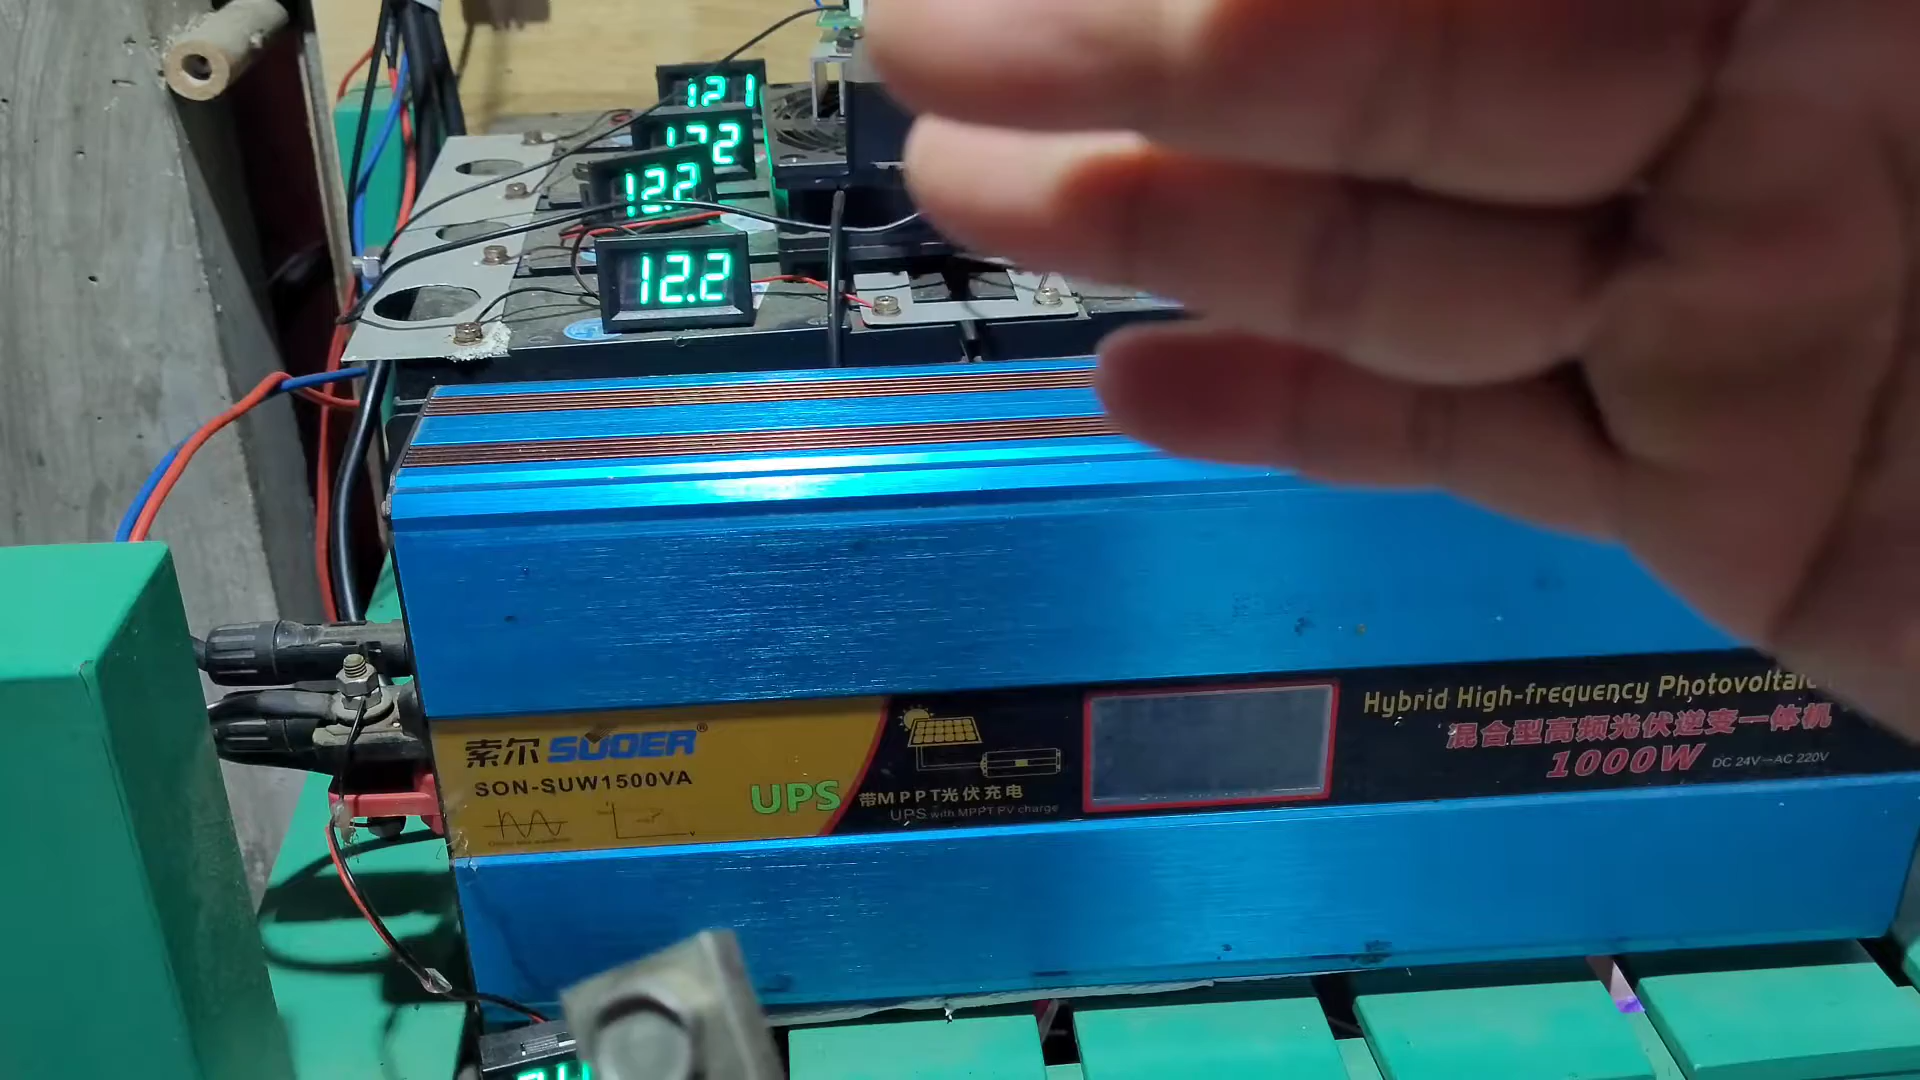 121
12.2
12.2
12.2
Hybrid High-frequency Photovoltaic
混合型高频光伏逆变一体机
1000W DC 24V—AC 220V
索尔 SUOER®
SON-SUW1500VA
UPS
带MPPT光伏充电
UPS with MPPT PV charge